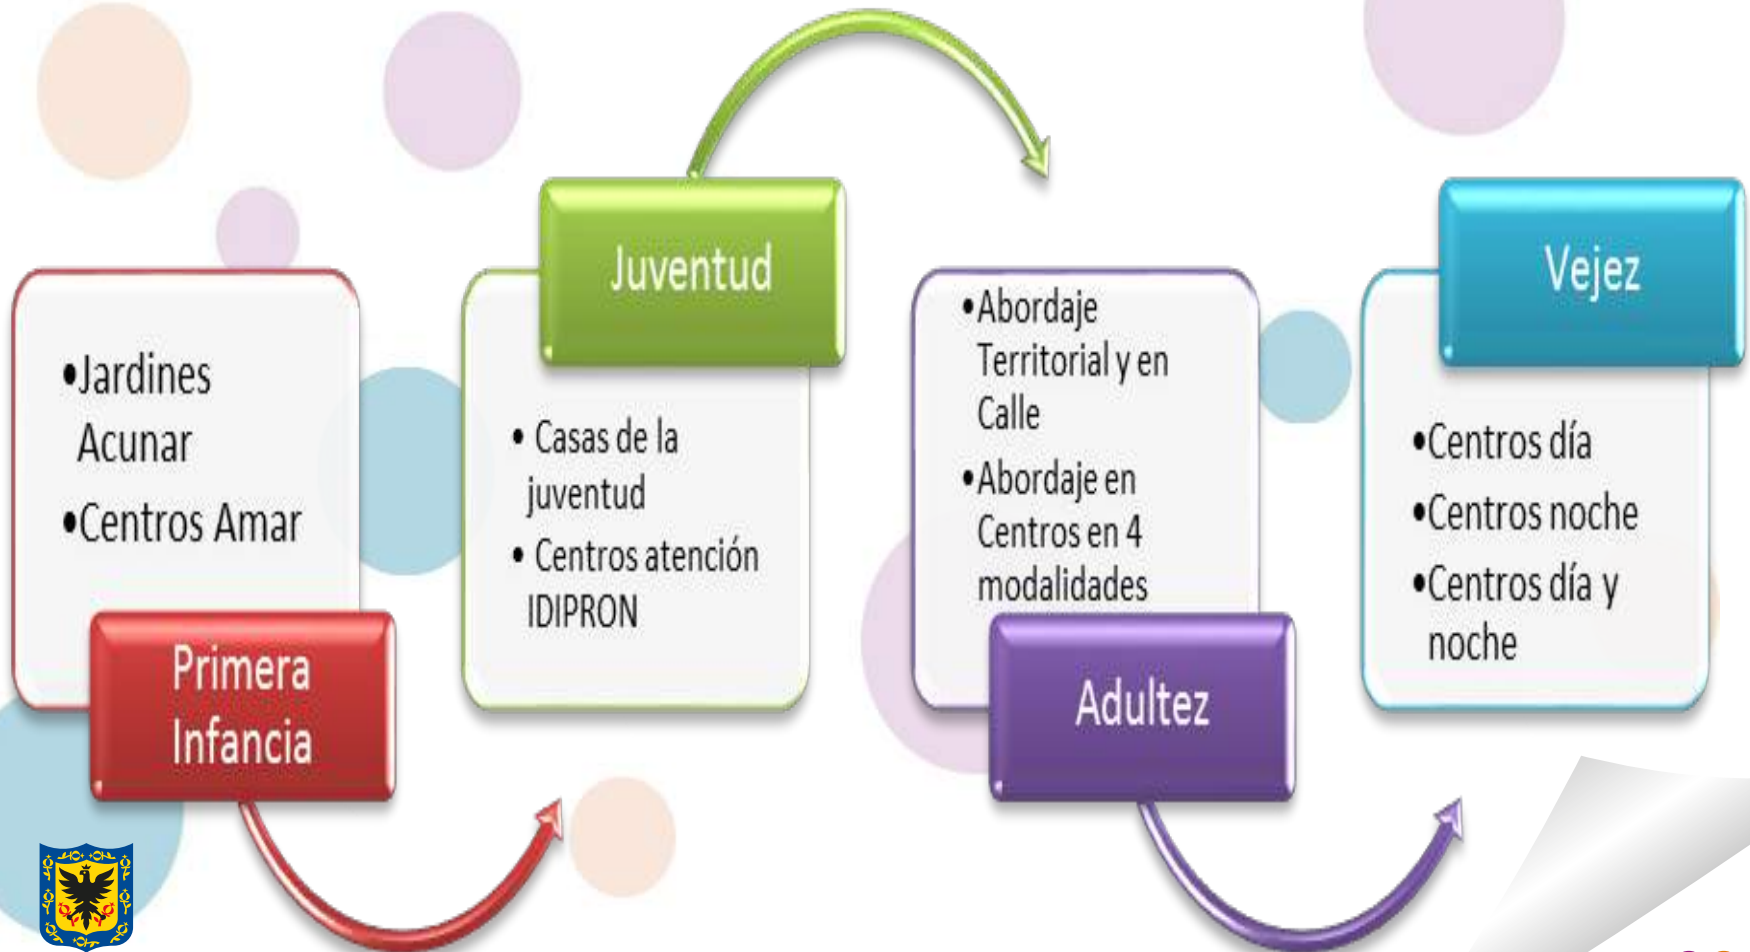 •Jardines
Acunar
•Centros Amar
Primera
Infancia
Juventud
• Casas de la
juventud
• Centros atención
IDIPRON
•Abordaje
Territorial y en
Calle
•Abordaje en
Centros en 4
modalidades
Adultez
Vejez
•Centros día
•Centros noche
•Centros día y
noche